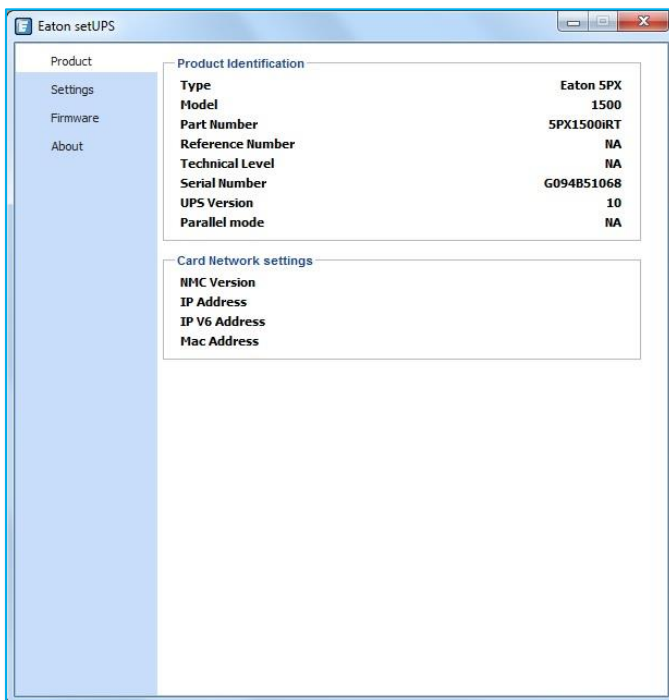 Eaton setUPS
Product
Settings
Firmware
About
Product Identification
Type Eaton 5PX
Model 1500
Part Number 5PX1500iRT
Reference Number NA
Technical Level NA
Serial Number G094B51068
UPS Version 10
Parallel mode NA
Card Network settings
NMC Version
IP Address
IP V6 Address
Mac Address